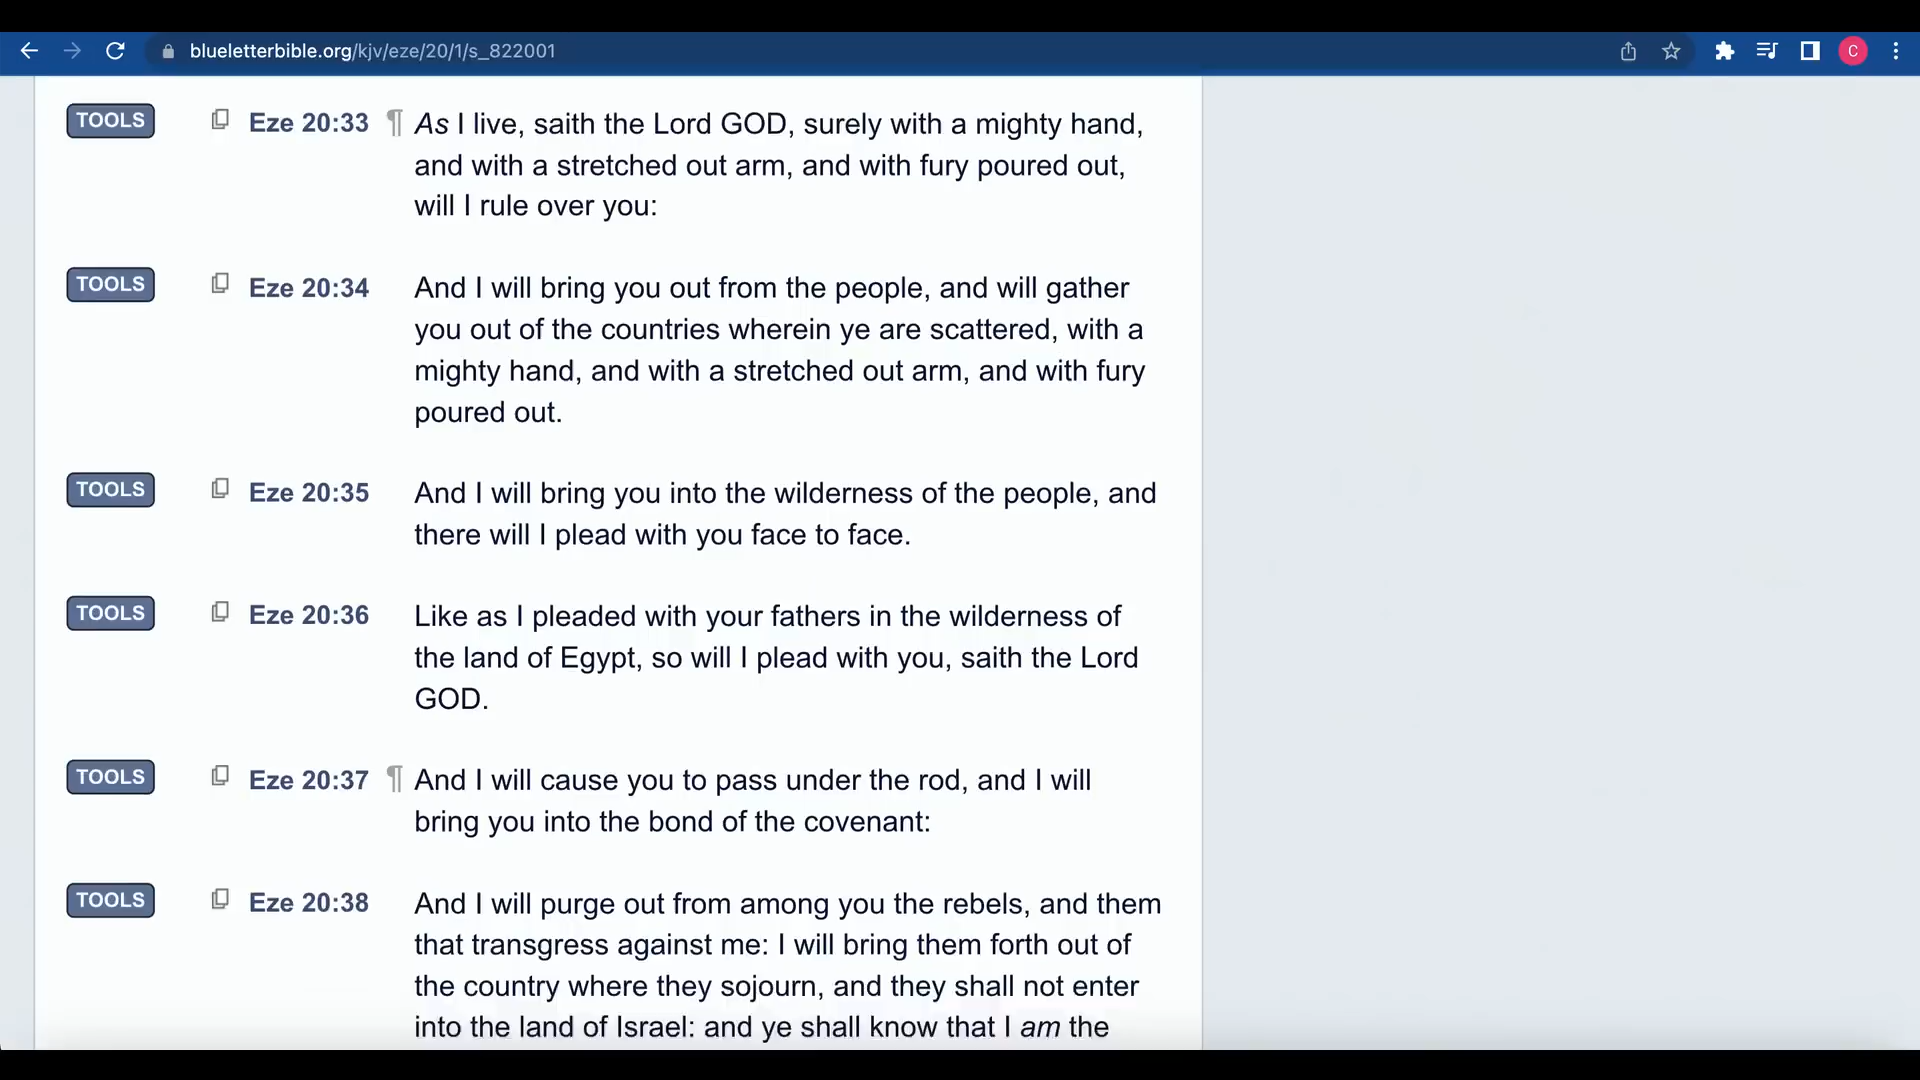 blueletterbible.org/kjv/eze/20/1/s_822001
C
TOOLS Eze 20:33 ¶ As I live, saith the Lord GOD, surely with a mighty hand,
and with a stretched out arm, and with fury poured out,
will I rule over you:
TOOLS Eze 20:34 And I will bring you out from the people, and will gather
you out of the countries wherein ye are scattered, with a
mighty hand, and with a stretched out arm, and with fury
poured out.
TOOLS Eze 20:35 And I will bring you into the wilderness of the people, and
there will I plead with you face to face.
TOOLS Eze 20:36 Like as I pleaded with your fathers in the wilderness of
the land of Egypt, so will I plead with you, saith the Lord
GOD.
TOOLS Eze 20:37 ¶ And I will cause you to pass under the rod, and I will
bring you into the bond of the covenant:
TOOLS Eze 20:38 And I will purge out from among you the rebels, and them
that transgress against me: I will bring them forth out of
the country where they sojourn, and they shall not enter
into the land of Israel: and ye shall know that I am the